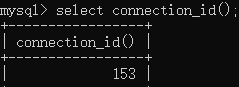 mysql> select connection_id();
+-----------------+
| connection_id() |
+-----------------+
|             153 |